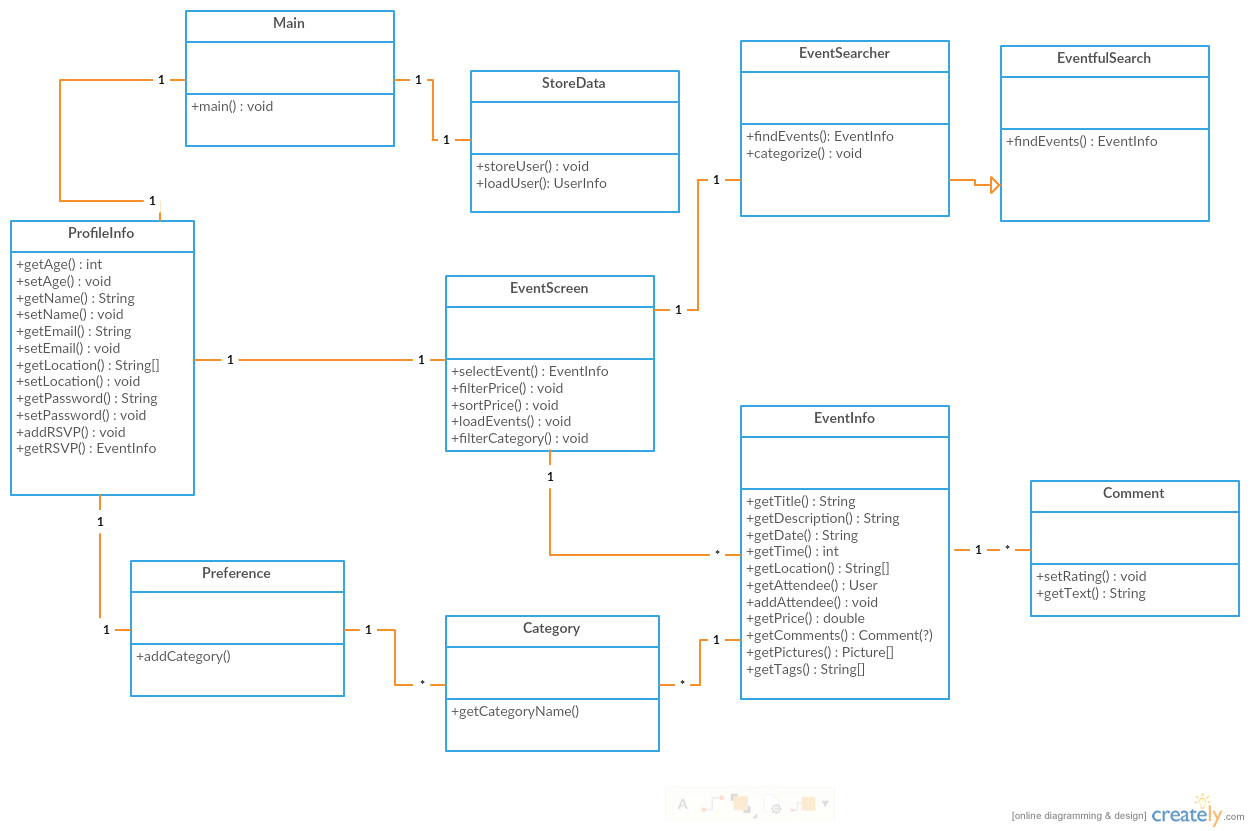 Main
+main() : void
1
1
1
1
StoreData
+storeUser() : void
+loadUser(): UserInfo
EventSearcher
+findEvents(): EventInfo
+categorize() : void
EventfulSearch
+findEvents() : EventInfo
ProfileInfo
+getAge() : int
+setAge() : void
+getName() : String
+setName() : void
+getEmail() : String
+setEmail() : void
+getLocation() : String[]
+setLocation() : void
+getPassword() : String
+setPassword() : void
+addRSVP() : void
+getRSVP() : EventInfo
1
1
EventScreen
+selectEvent() : EventInfo
+filterPrice() : void
+sortPrice() : void
+loadEvents() : void
+filterCategory() : void
1
1
1
*
EventInfo
+getTitle() : String
+getDescription() : String
+getDate() : String
+getTime() : int
+getLocation() : String[]
+getAttendee() : User
+addAttendee() : void
+getPrice() : double
+getComments() : Comment(?)
+getPictures() : Picture[]
+getTags() : String[]
1
*
Comment
+setRating() : void
+getText() : String
1
1
Preference
+addCategory()
1
*
Category
+getCategoryName()
*
1
A
[online diagramming & design] creately.com